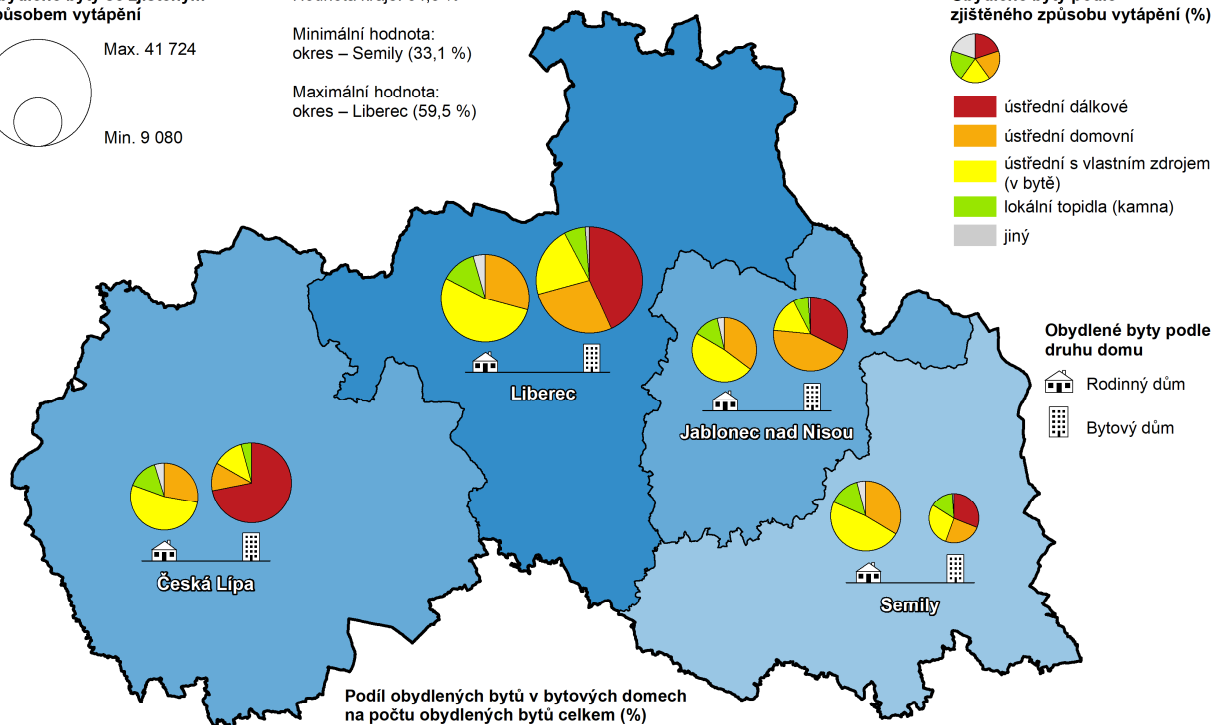 způsobem vytápění
Max. 41 724
Min. 9 080
Minimální hodnota:
okres – Semily (33,1 %)
Maximální hodnota:
okres – Liberec (59,5 %)
zjištěného způsobu vytápění (%)
ústřední dálkové
ústřední domovní
ústřední s vlastním zdrojem
(v bytě)
lokální topidla (kamna)
jiný
Obydlené byty podle
druhu domu
Rodinný dům
Bytový dům
Liberec
Jablonec nad Nisou
Česká Lípa
Semily
Podíl obydlených bytů v bytových domech
na počtu obydlených bytů celkem (%)